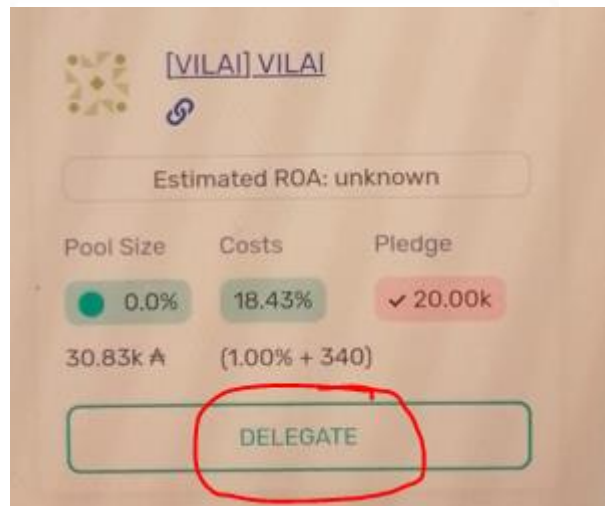 [VILAI] VILAI
Estimated ROA: unknown
Pool Size Costs Pledge
0.0% 18.43% ✓ 20.00k
30.83k ₳ (1.00% + 340)
DELEGATE